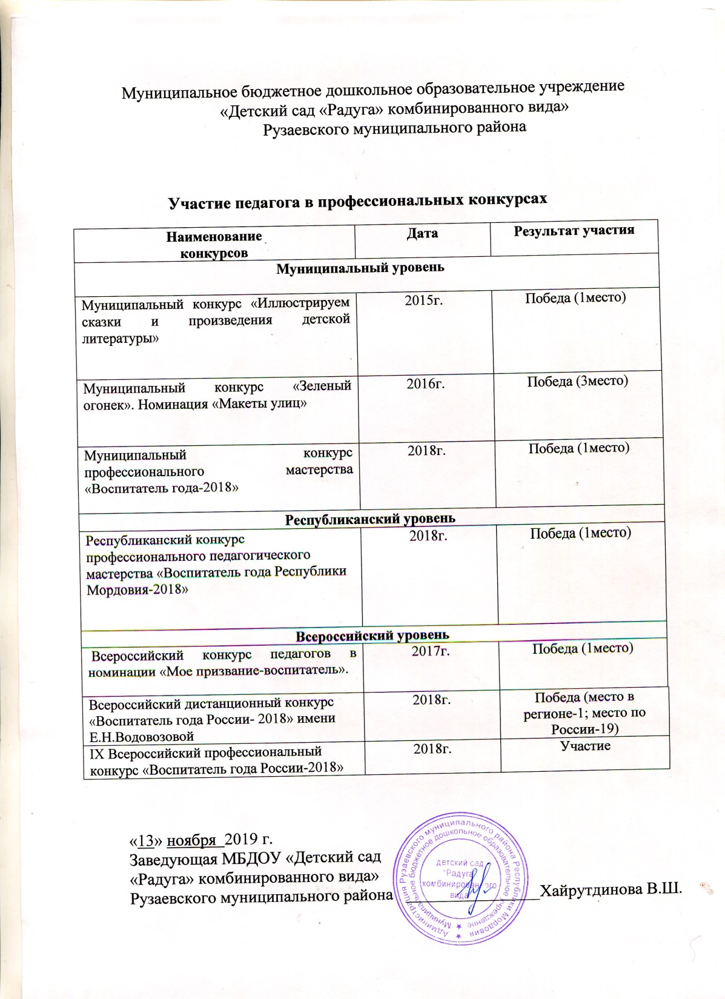 Муниципальное бюджетное дошкольное образовательное учреждение
«Детский сад «Радуга» комбинированного вида»
Рузаевского муниципального района
Участие педагога в профессиональных конкурсах
Наименование
конкурсов
Дата
Результат участия
Муниципальный уровень
Муниципальный конкурс «Иллюстрируем
сказки и произведения детской
литературы»
2015г.
Победа (1место)
Муниципальный конкурс «Зеленый
огонек». Номинация «Макеты улиц»
2016г.
Победа (3место)
Муниципальный конкурс
профессионального мастерства
«Воспитатель года-2018»
2018г.
Победа (1место)
Республиканский уровень
Республиканский конкурс
профессионального педагогического
мастерства «Воспитатель года Республики
Мордовия-2018»
2018г.
Победа (1место)
Всероссийский уровень
Всероссийский конкурс педагогов в
номинации «Мое призвание-воспитатель».
2017г.
Победа (1место)
Всероссийский дистанционный конкурс
«Воспитатель года России- 2018» имени
Е.Н.Водовозовой
2018г.
Победа (место в
регионе-1; место по
России-19)
IX Всероссийский профессиональный
конкурс «Воспитатель года России-2018»
2018г.
Участие
«13» ноября 2019 г.
Заведующая МБДОУ «Детский сад
«Радуга» комбинированного вида»
Рузаевского муниципального района Хайрутдинова В.Ш.
Администрация Рузаевского муниципального района Республики Мордовия
Муниципальное бюджетное дошкольное образовательное учреждение
детский сад
"Радуга"
комбинированного
вида